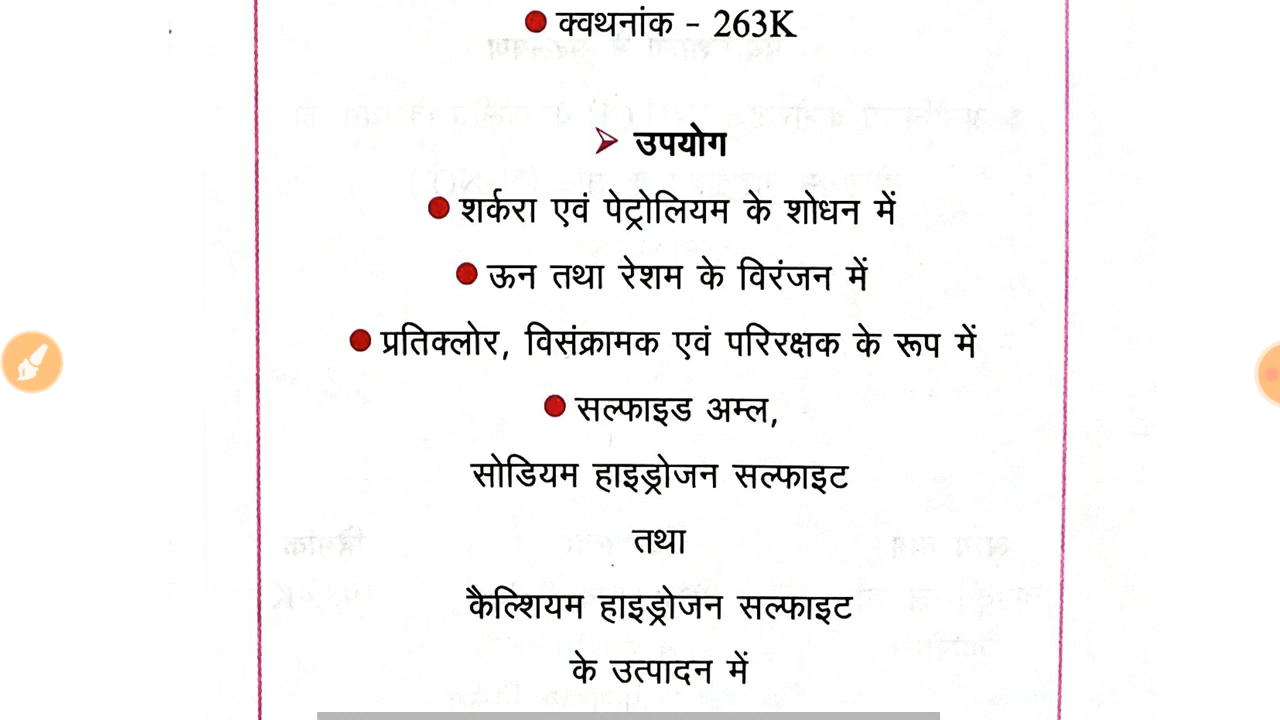 ● क्वथनांक - 263K
➢ उपयोग
● शर्करा एवं पेट्रोलियम के शोधन में
● ऊन तथा रेशम के विरंजन में
● प्रतिक्लोर, विसंक्रामक एवं परिरक्षक के रूप में
● सल्फाइड अम्ल,
सोडियम हाइड्रोजन सल्फाइट
तथा
कैल्शियम हाइड्रोजन सल्फाइट
के उत्पादन में